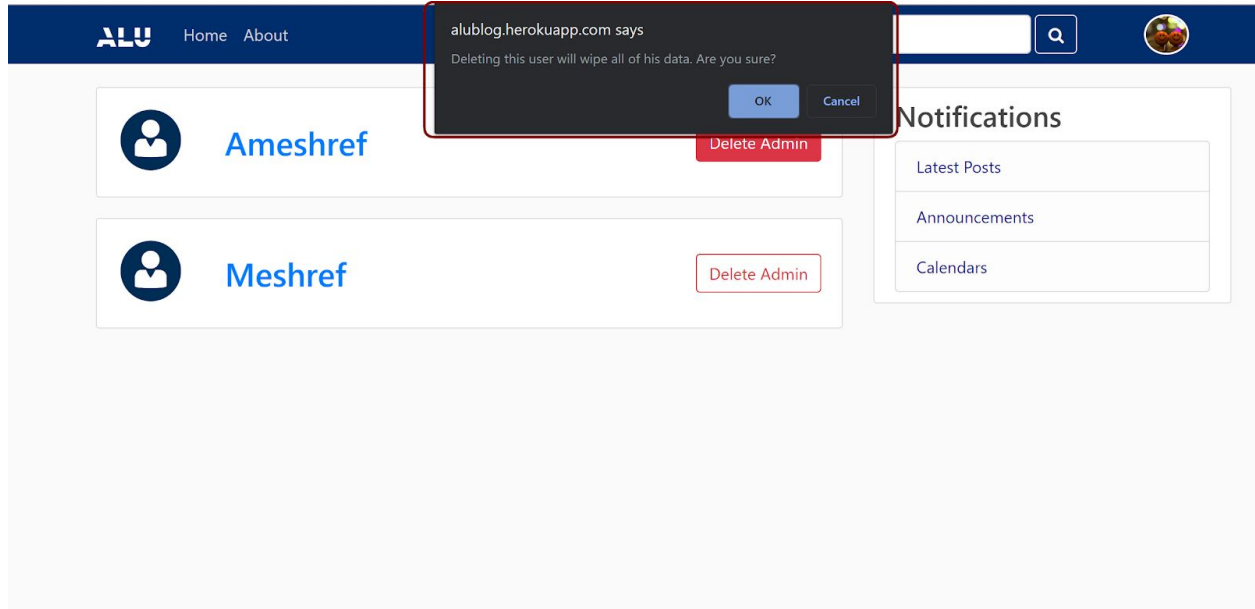 ALU
Home About
alublog.herokuapp.com says
Deleting this user will wipe all of his data. Are you sure?
OK Cancel
Ameshref
Delete Admin
Meshref
Delete Admin
Notifications
Latest Posts
Announcements
Calendars